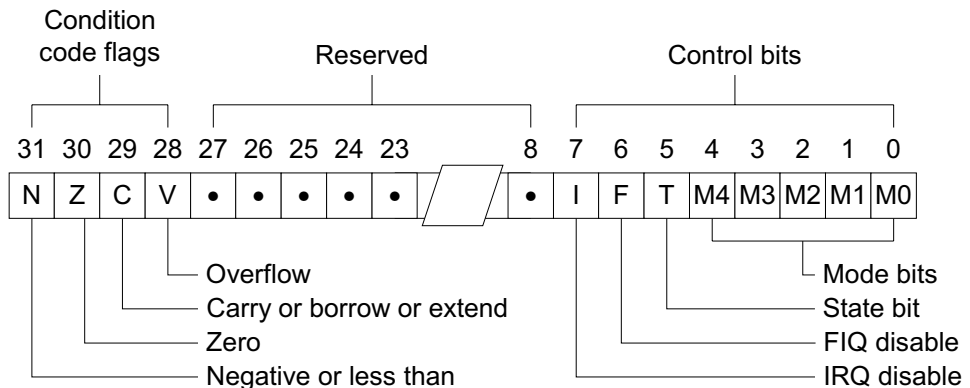 Condition
code flags
Reserved
Control bits
31 30 29 28 27 26 25 24 23 8 7 6 5 4 3 2 1 0
N Z C V • • • • • • I F T M4 M3 M2 M1 M0
Overflow
Mode bits
Carry or borrow or extend
State bit
Zero
FIQ disable
Negative or less than
IRQ disable